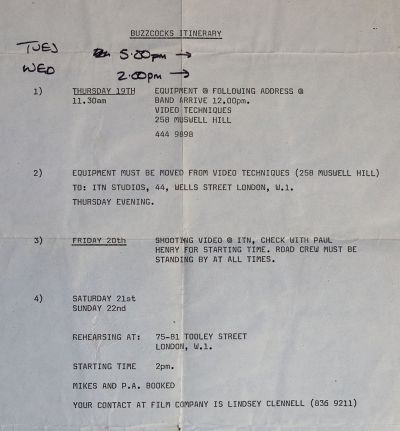 BUZZCOCKS ITINERARY
TUES 5.00pm →
WED 2.00pm →
1) THURSDAY 19TH EQUIPMENT @ FOLLOWING ADDRESS @
11.30am BAND ARRIVE 12.00pm.
VIDEO TECHNIQUES
258 MUSWELL HILL
444 9898
2) EQUIPMENT MUST BE MOVED FROM VIDEO TECHNIQUES (258 MUSWELL HILL)
TO: ITN STUDIOS, 44, WELLS STREET LONDON, W.1.
THURSDAY EVENING.
3) FRIDAY 20th SHOOTING VIDEO @ ITN, CHECK WITH PAUL
HENRY FOR STARTING TIME. ROAD CREW MUST BE
STANDING BY AT ALL TIMES.
4) SATURDAY 21st
SUNDAY 22nd
REHEARSING AT: 75-81 TOOLEY STREET
LONDON, W.1.
STARTING TIME 2pm.
MIKES AND P.A. BOOKED
YOUR CONTACT AT FILM COMPANY IS LINDSEY CLENNELL (836 9211)